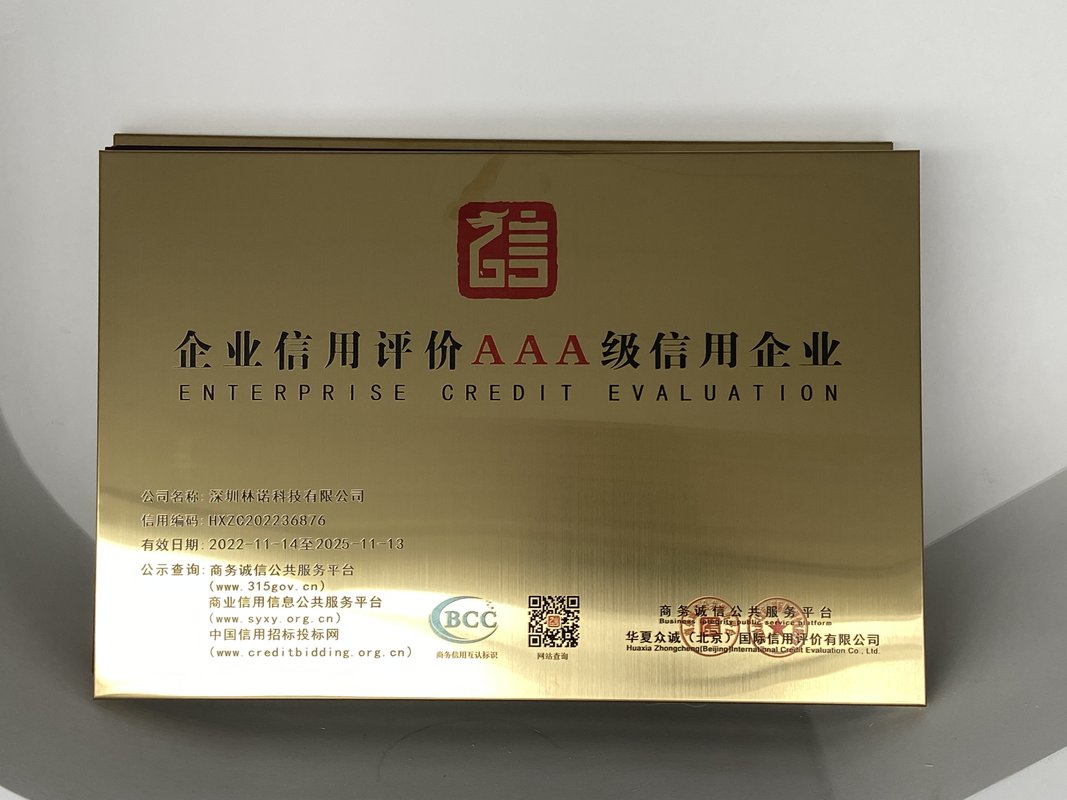 信
企业信用评价AAA级信用企业
ENTERPRISE CREDIT EVALUATION
公司名称: 深圳林诺科技有限公司
信用编码: HXZC202236876
有效日期: 2022-11-14至2025-11-13
公示查询: 商务诚信公共服务平台
(www.315gov.cn)
商业信用信息公共服务平台
(www.syxy.org.cn)
中国信用招标投标网
(www.creditbidding.org.cn)
BCC
商务信用互认标识
网站查询
商务诚信公共服务平台
Business integrity public service platform
华夏众诚(北京)国际信用评价有限公司
Huaxia Zhongcheng(Beijing)International Credit Evaluation Co., Ltd.